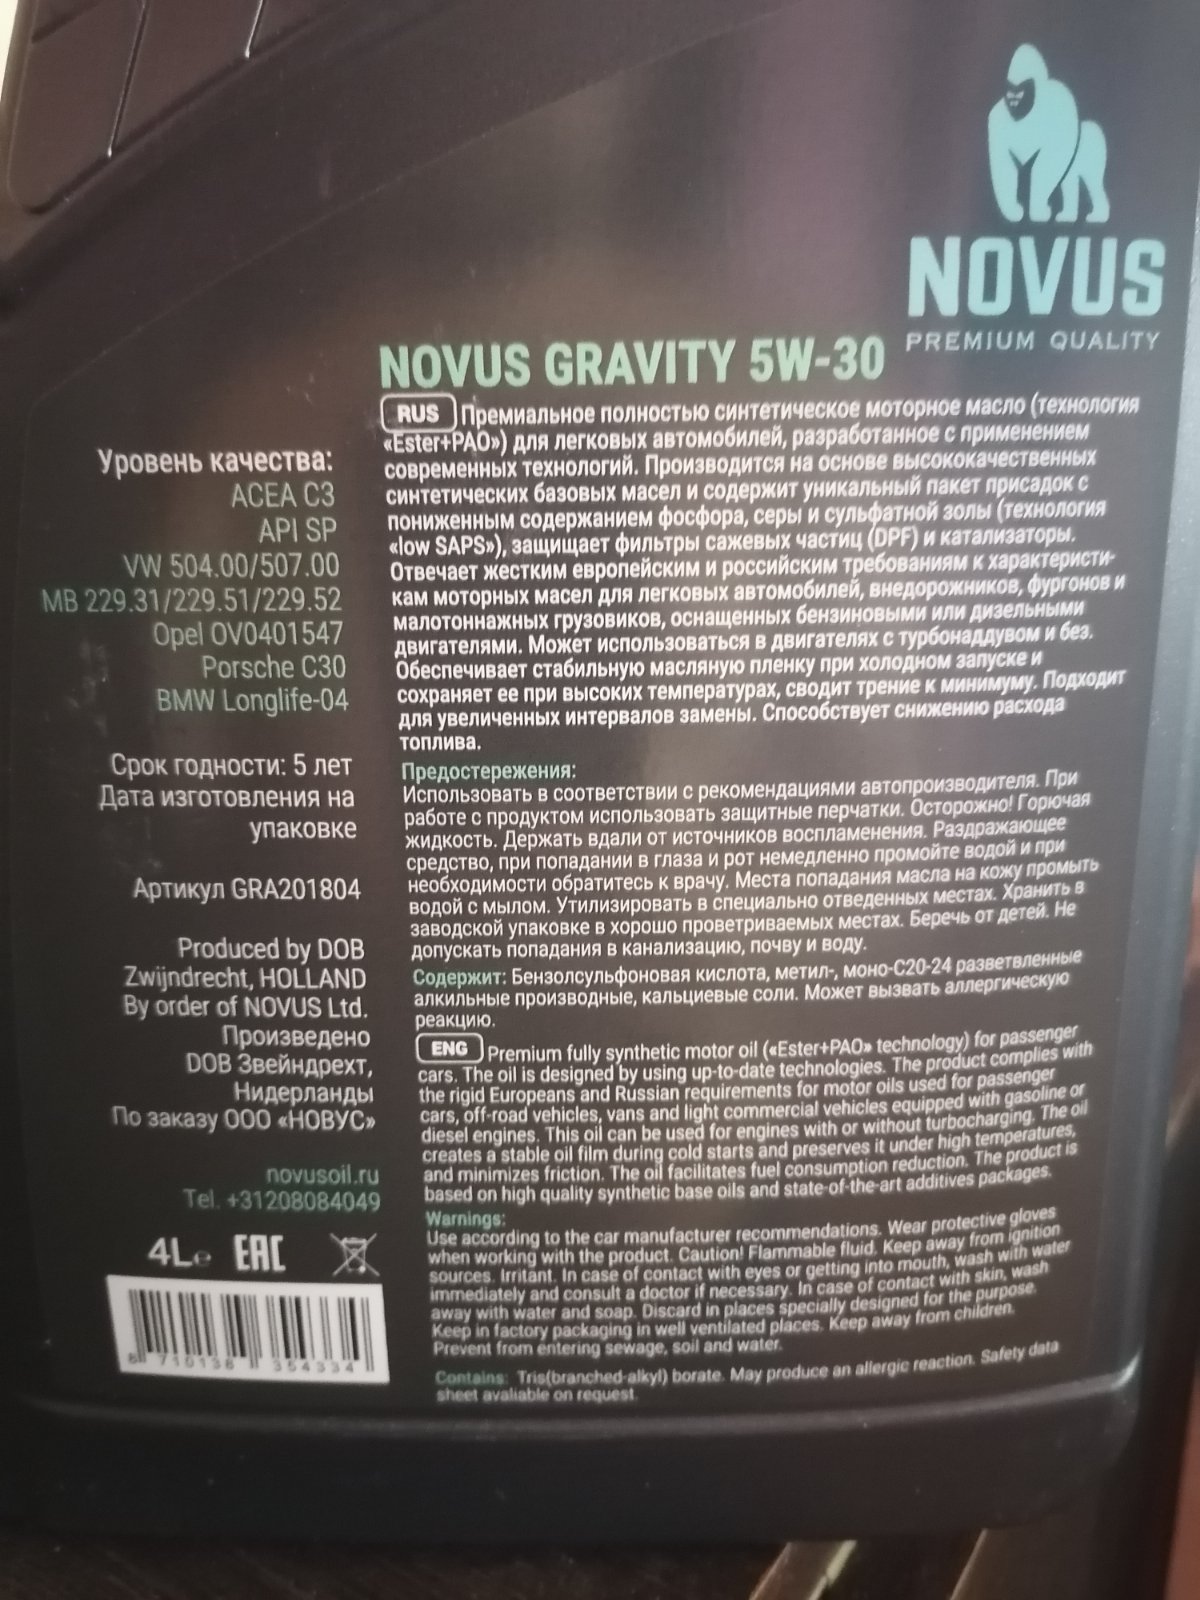 NOVUS
PREMIUM QUALITY
NOVUS GRAVITY 5W-30
Уровень качества:
ACEA C3
API SP
VW 504.00/507.00
MB 229.31/229.51/229.52
Opel OV0401547
Porsche C30
BMW Longlife-04
Срок годности: 5 лет
Дата изготовления на
упаковке
Артикул GRA201804
Produced by DOB
Zwijndrecht, HOLLAND
By order of NOVUS Ltd.
Произведено
DOB Звейндрехт,
Нидерланды
По заказу ООО «НОВУС»
novusoil.ru
Tel. +31208084049
4L e EAC
8 710136 354334
RUS Премиальное полностью синтетическое моторное масло (технология
«Ester+PAO») для легковых автомобилей, разработанное с применением
современных технологий. Производится на основе высококачественных
синтетических базовых масел и содержит уникальный пакет присадок с
пониженным содержанием фосфора, серы и сульфатной золы (технология
«low SAPS»), защищает фильтры сажевых частиц (DPF) и катализаторы.
Отвечает жестким европейским и российским требованиям к характеристи-
кам моторных масел для легковых автомобилей, внедорожников, фургонов и
малотоннажных грузовиков, оснащенных бензиновыми или дизельными
двигателями. Может использоваться в двигателях с турбонаддувом и без.
Обеспечивает стабильную масляную пленку при холодном запуске и
сохраняет ее при высоких температурах, сводит трение к минимуму. Подходит
для увеличенных интервалов замены. Способствует снижению расхода
топлива.
Предостережения:
Использовать в соответствии с рекомендациями автопроизводителя. При
работе с продуктом использовать защитные перчатки. Осторожно! Горючая
жидкость. Держать вдали от источников воспламенения. Раздражающее
средство, при попадании в глаза и рот немедленно промойте водой и при
необходимости обратитесь к врачу. Места попадания масла на кожу промыть
водой с мылом. Утилизировать в специально отведенных местах. Хранить в
заводской упаковке в хорошо проветриваемых местах. Беречь от детей. Не
допускать попадания в канализацию, почву и воду.
Содержит: Бензолсульфоновая кислота, метил-, моно-C20-24 разветвленные
алкильные производные, кальциевые соли. Может вызвать аллергическую
реакцию.
ENG Premium fully synthetic motor oil («Ester+PAO» technology) for passenger
cars. The oil is designed by using up-to-date technologies. The product complies with
the rigid Europeans and Russian requirements for motor oils used for passenger
cars, off-road vehicles, vans and light commercial vehicles equipped with gasoline or
diesel engines. This oil can be used for engines with or without turbocharging. The oil
creates a stable oil film during cold starts and preserves it under high temperatures,
and minimizes friction. The oil facilitates fuel consumption reduction. The product is
based on high quality synthetic base oils and state-of-the-art additives packages.
Warnings:
Use according to the car manufacturer recommendations. Wear protective gloves
when working with the product. Caution! Flammable fluid. Keep away from ignition
sources. Irritant. In case of contact with eyes or getting into mouth, wash with water
immediately and consult a doctor if necessary. In case of contact with skin, wash
away with water and soap. Discard in places specially designed for the purpose.
Keep in factory packaging in well ventilated places. Keep away from children.
Prevent from entering sewage, soil and water.
Contains: Tris(branched-alkyl) borate. May produce an allergic reaction. Safety data
sheet avaliable on request.